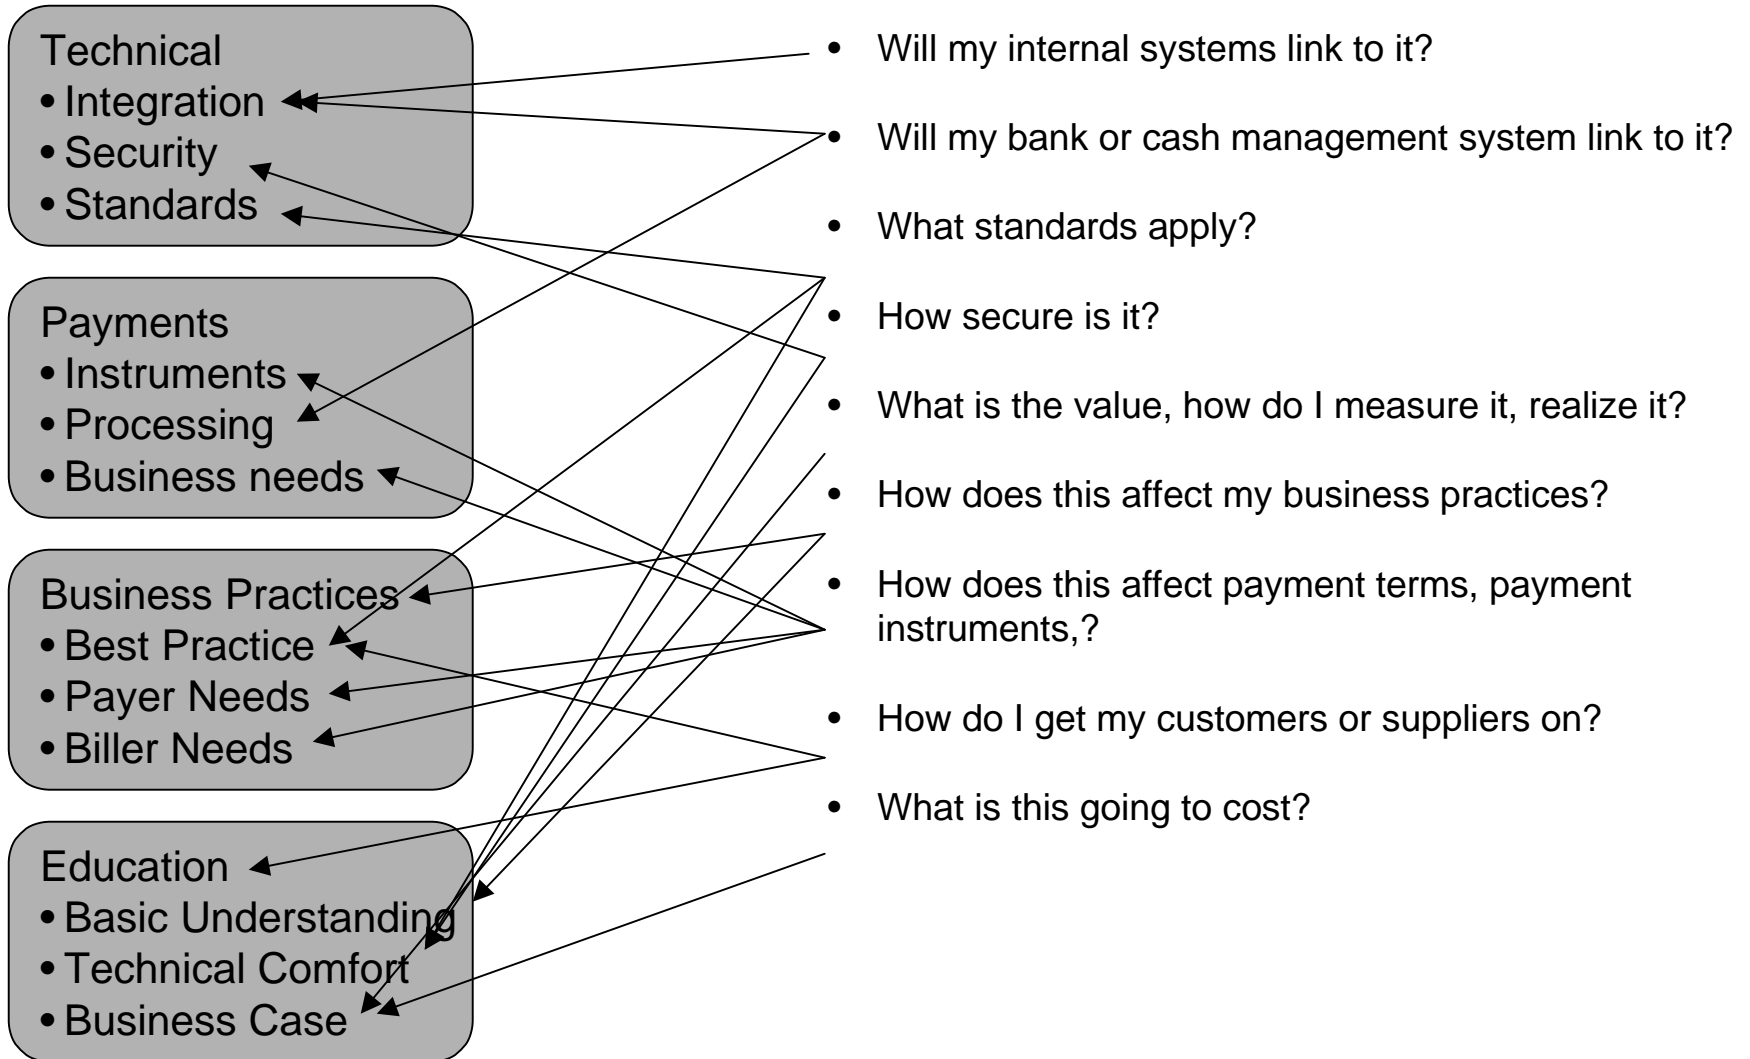 Technical
• Integration
• Security
• Standards
Payments
• Instruments
• Processing
• Business needs
Business Practices
• Best Practice
• Payer Needs
• Biller Needs
Education
• Basic Understanding
• Technical Comfort
• Business Case
• Will my internal systems link to it?
• Will my bank or cash management system link to it?
• What standards apply?
• How secure is it?
• What is the value, how do I measure it, realize it?
• How does this affect my business practices?
• How does this affect payment terms, payment
instruments,?
• How do I get my customers or suppliers on?
• What is this going to cost?